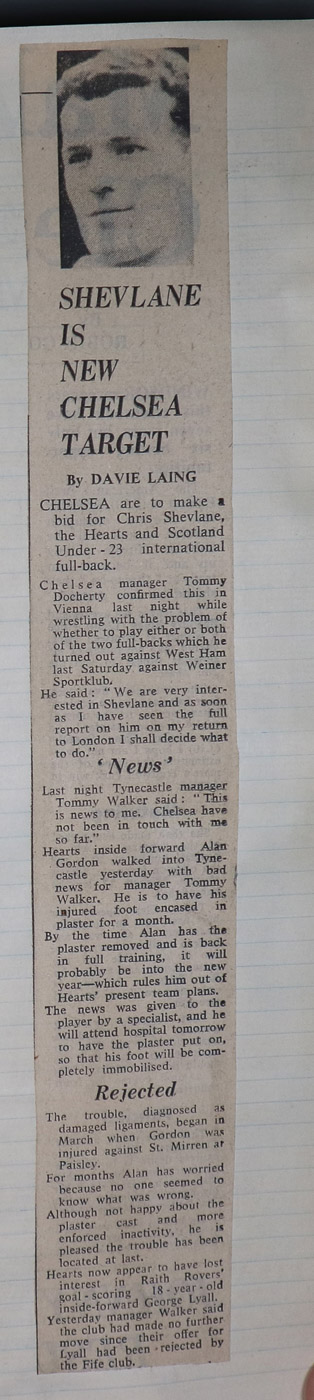 SHEVLANE
IS
NEW
CHELSEA
TARGET
By DAVIE LAING
CHELSEA are to make a
bid for Chris Shevlane,
the Hearts and Scotland
Under-23 international
full-back.
Chelsea manager Tommy
Docherty confirmed this in
Vienna last night while
wrestling with the problem of
whether to play either or both
of the two full-backs which he
turned out against West Ham
last Saturday against Weiner
Sportklub.
He said: "We are very inter-
ested in Shevlane and as soon
as I have seen the full
report on him on my return
to London I shall decide what
to do."
'News'
Last night Tynecastle manager
Tommy Walker said: "This
is news to me. Chelsea have
not been in touch with me
so far."
Hearts inside forward Alan
Gordon walked into Tyne-
castle yesterday with bad
news for manager Tommy
Walker. He is to have his
injured foot encased in
plaster for a month.
By the time Alan has the
plaster removed and is back
in full training, it will
probably be into the new
year—which rules him out of
Hearts' present team plans.
The news was given to the
player by a specialist, and he
will attend hospital tomorrow
to have the plaster put on,
so that his foot will be com-
pletely immobilised.
Rejected
The trouble, diagnosed as
damaged ligaments, began in
March when Gordon was
injured against St. Mirren at
Paisley.
For months Alan has worried
because no one seemed to
know what was wrong.
Although not happy about the
plaster cast and more
enforced inactivity, he is
pleased the trouble has been
located at last.
Hearts now appear to have lost
interest in Raith Rovers'
goal-scoring 18-year-old
inside-forward George Lyall.
Yesterday manager Walker said
the club had made no further
move since their offer for
Lyall had been rejected by
the Fife club.